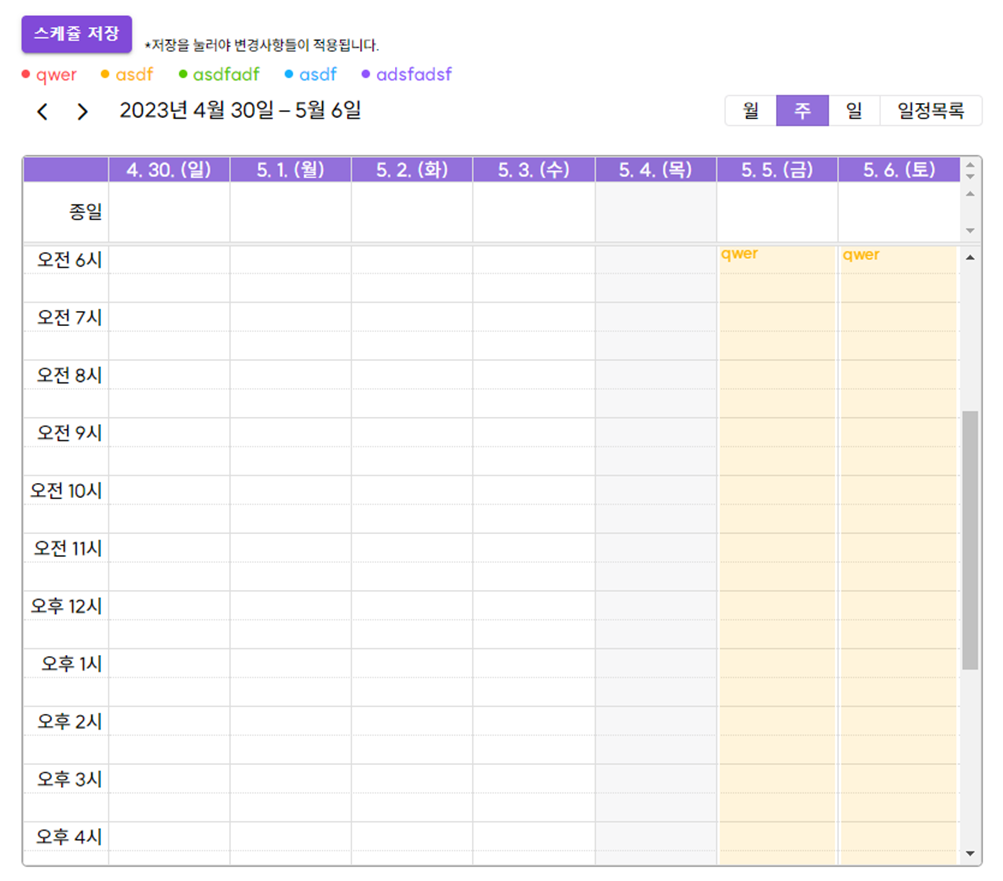 스케쥴 저장
*저장을 눌러야 변경사항들이 적용됩니다.
qwer asdf asdfadf asdf adsfadsf
2023년 4월 30일 – 5월 6일 월 주 일 일정목록
4. 30. (일) 5. 1. (월) 5. 2. (화) 5. 3. (수) 5. 4. (목) 5. 5. (금) 5. 6. (토)
종일
qwer qwer
오전 6시
오전 7시
오전 8시
오전 9시
오전 10시
오전 11시
오후 12시
오후 1시
오후 2시
오후 3시
오후 4시